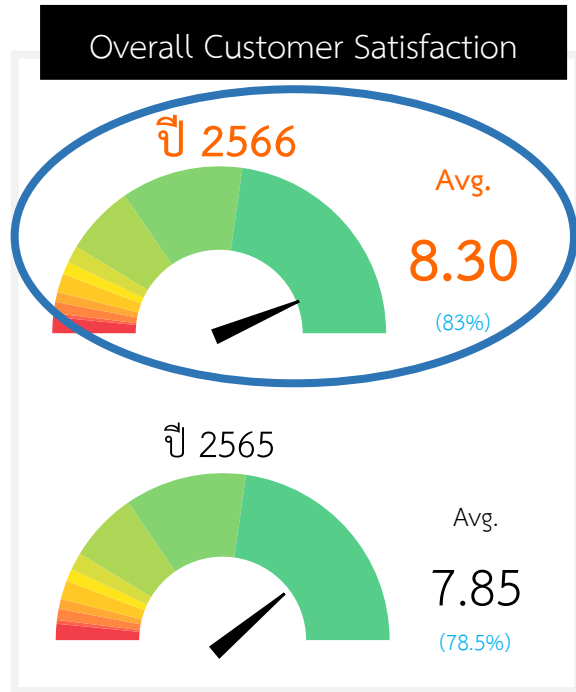 Overall Customer Satisfaction
ปี 2566
Avg.
8.30
(83%)
ปี 2565
Avg.
7.85
(78.5%)